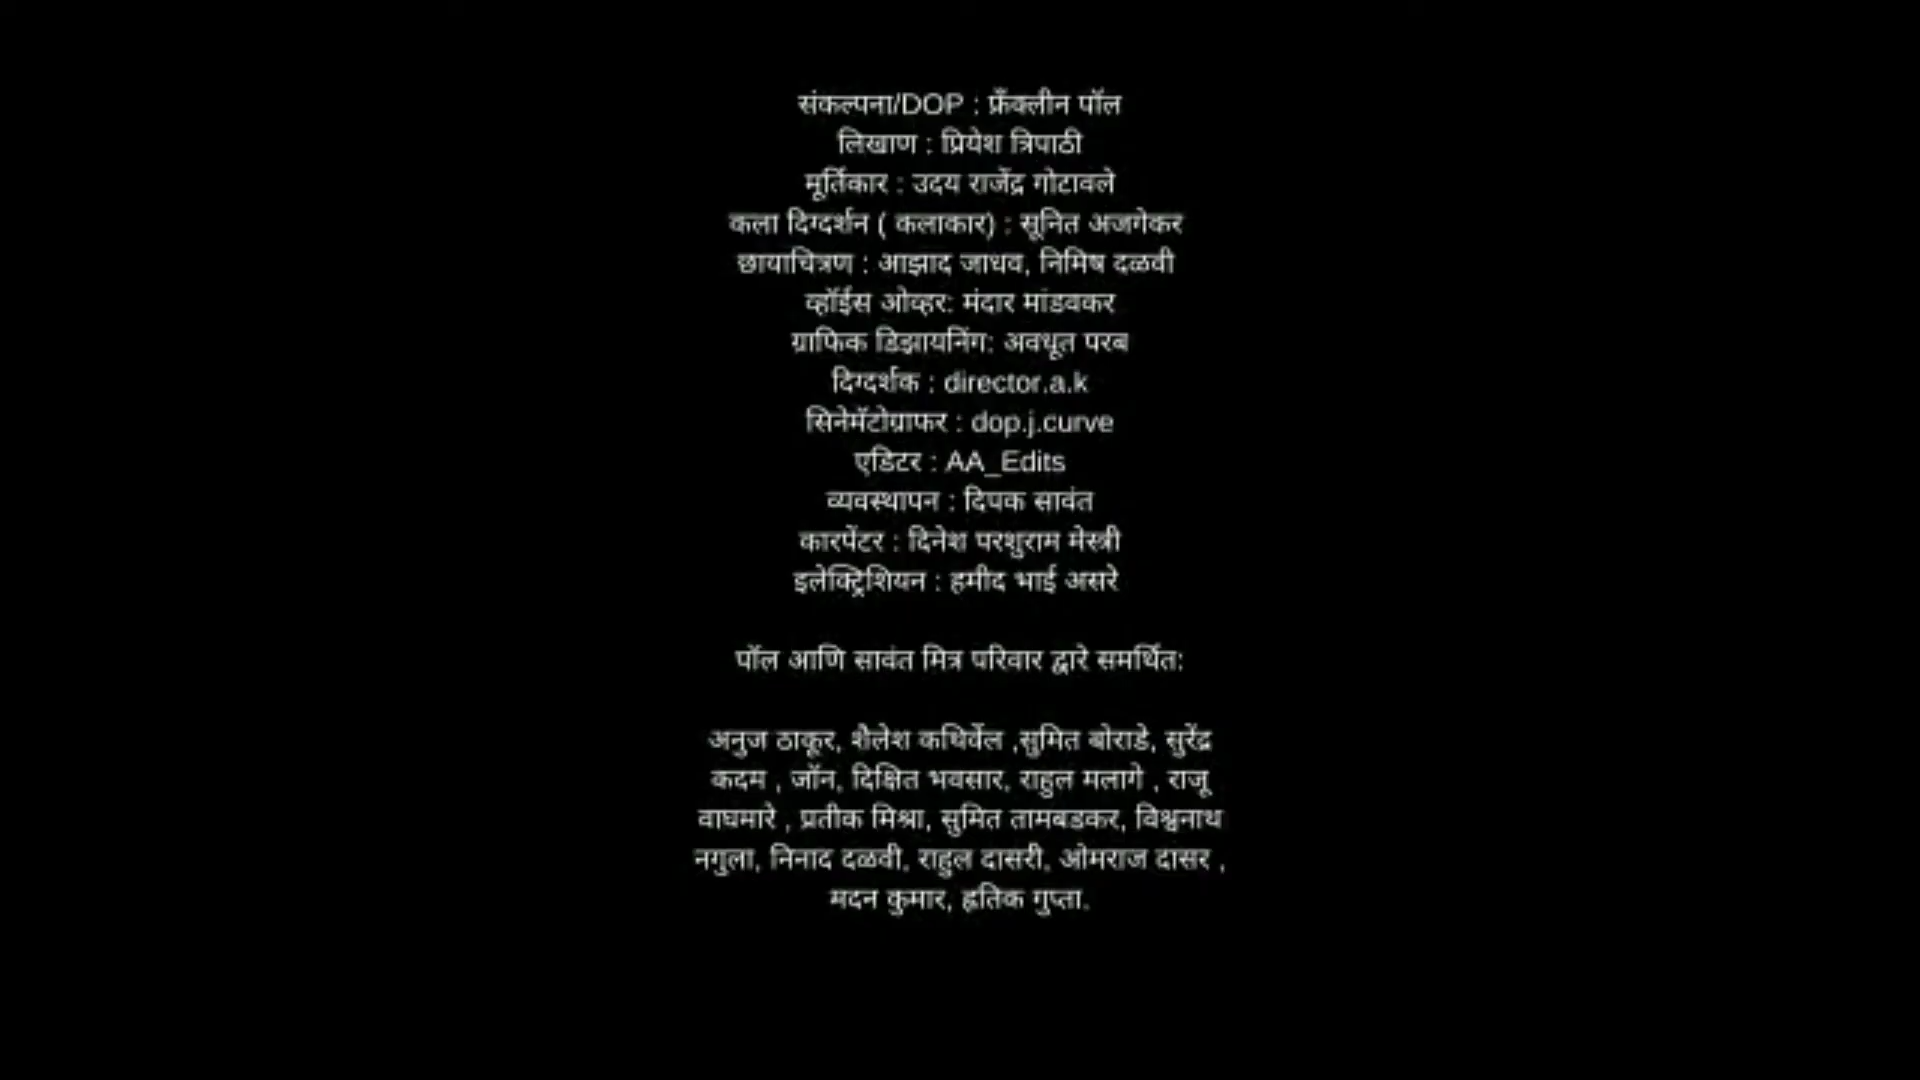 संकल्पना/DOP : फ्रँक्लीन पॉल
लिखाण : प्रियेश त्रिपाठी
मूर्तिकार : उदय राजेंद्र गोटावले
कला दिग्दर्शन ( कलाकार) : सूनित अजगेकर
छायाचित्रण : आझाद जाधव, निमिष दळवी
व्हॉईस ओव्हर: मंदार मांडवकर
ग्राफिक डिझायनिंग: अवधूत परब
दिग्दर्शक : director.a.k
सिनेमॅटोग्राफर : dop.j.curve
एडिटर : AA_Edits
व्यवस्थापन : दिपक सावंत
कारपेंटर : दिनेश परशुराम मेस्त्री
इलेक्ट्रिशियन : हमीद भाई असरे
पॉल आणि सावंत मित्र परिवार द्वारे समर्थित:
अनुज ठाकूर, शैलेश कथिर्वेल ,सुमित बोराडे, सुरेंद्र
कदम , जॉन, दिक्षित भवसार, राहुल मलागे , राजू
वाघमारे , प्रतीक मिश्रा, सुमित तामबडकर, विश्वनाथ
नगुला, निनाद दळवी, राहुल दासरी, ओमराज दासर ,
मदन कुमार, हृतिक गुप्ता.